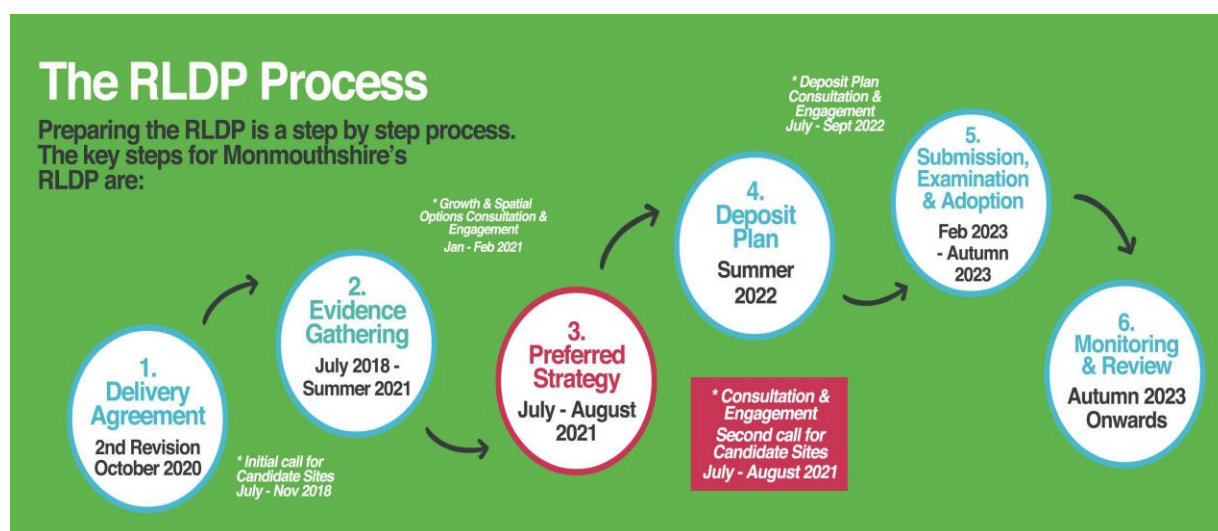 The RLDP Process
Preparing the RLDP is a step by step process.
The key steps for Monmouthshire's
RLDP are:
1.
Delivery
Agreement
2nd Revision
October 2020
* Initial call for
Candidate Sites
July - Nov 2018
2.
Evidence
Gathering
July 2018 -
Summer 2021
* Growth & Spatial
Options Consultation &
Engagement
Jan - Feb 2021
3.
Preferred
Strategy
July - August
2021
* Consultation &
Engagement
Second call for
Candidate Sites
July - August 2021
4.
Deposit
Plan
Summer
2022
* Deposit Plan
Consultation &
Engagement
July - Sept 2022
5.
Submission,
Examination
& Adoption
Feb 2023
- Autumn
2023
6.
Monitoring
& Review
Autumn 2023
Onwards